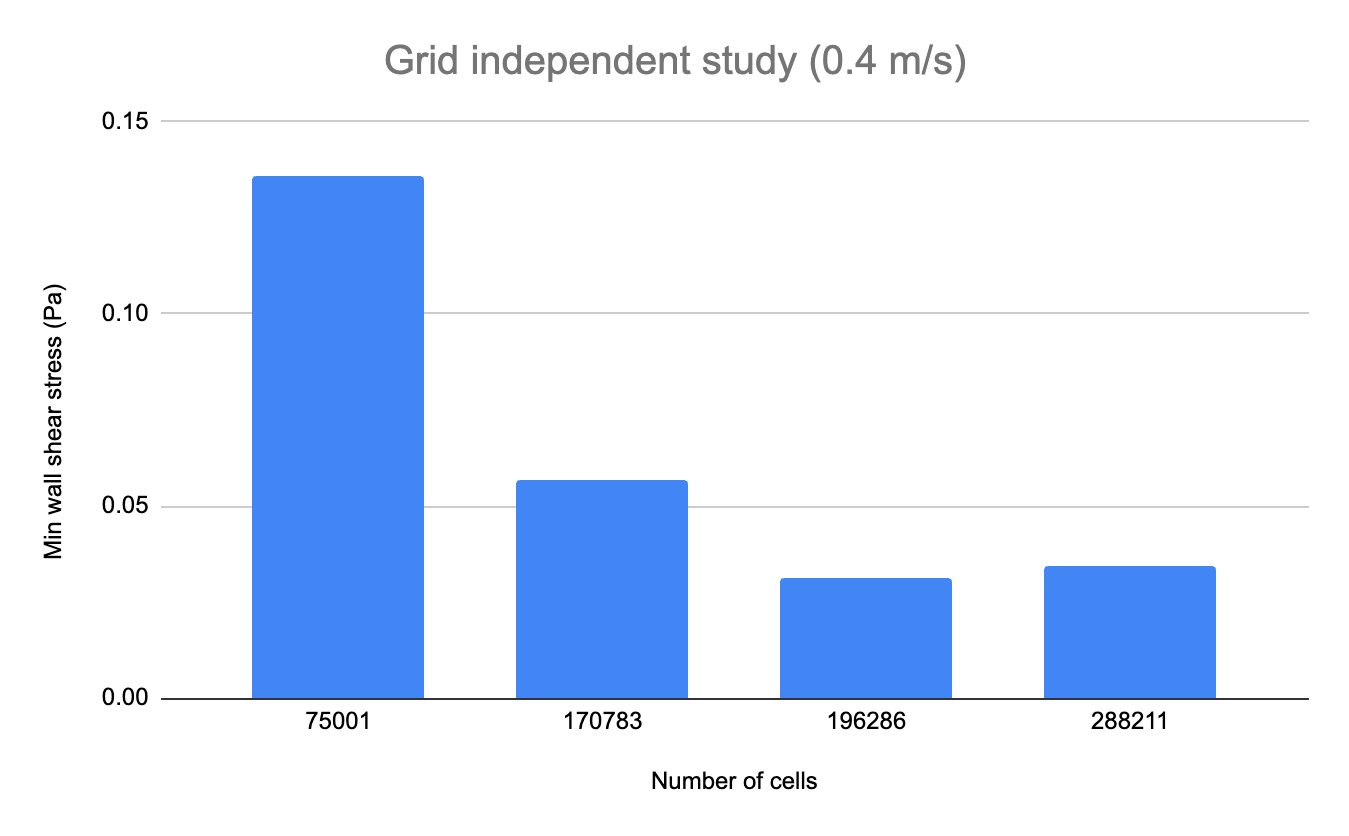 Grid independent study (0.4 m/s)
Min wall shear stress (Pa)
0.15
0.10
0.05
0.00
75001 170783 196286 288211
Number of cells